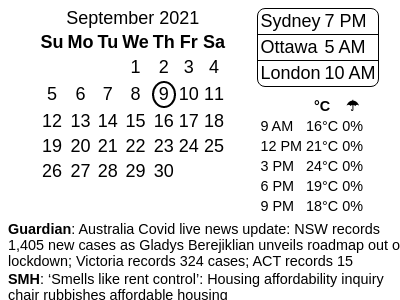 September 2021
Su Mo Tu We Th Fr Sa
1 2 3 4
5 6 7 8 9 10 11
12 13 14 15 16 17 18
19 20 21 22 23 24 25
26 27 28 29 30
Sydney 7 PM
Ottawa 5 AM
London 10 AM
°C ☂
9 AM 16°C 0%
12 PM 21°C 0%
3 PM 24°C 0%
6 PM 19°C 0%
9 PM 18°C 0%
Guardian: Australia Covid live news update: NSW records
1,405 new cases as Gladys Berejiklian unveils roadmap out o
lockdown; Victoria records 324 cases; ACT records 15
SMH: ‘Smells like rent control’: Housing affordability inquiry
chair rubbishes affordable housing